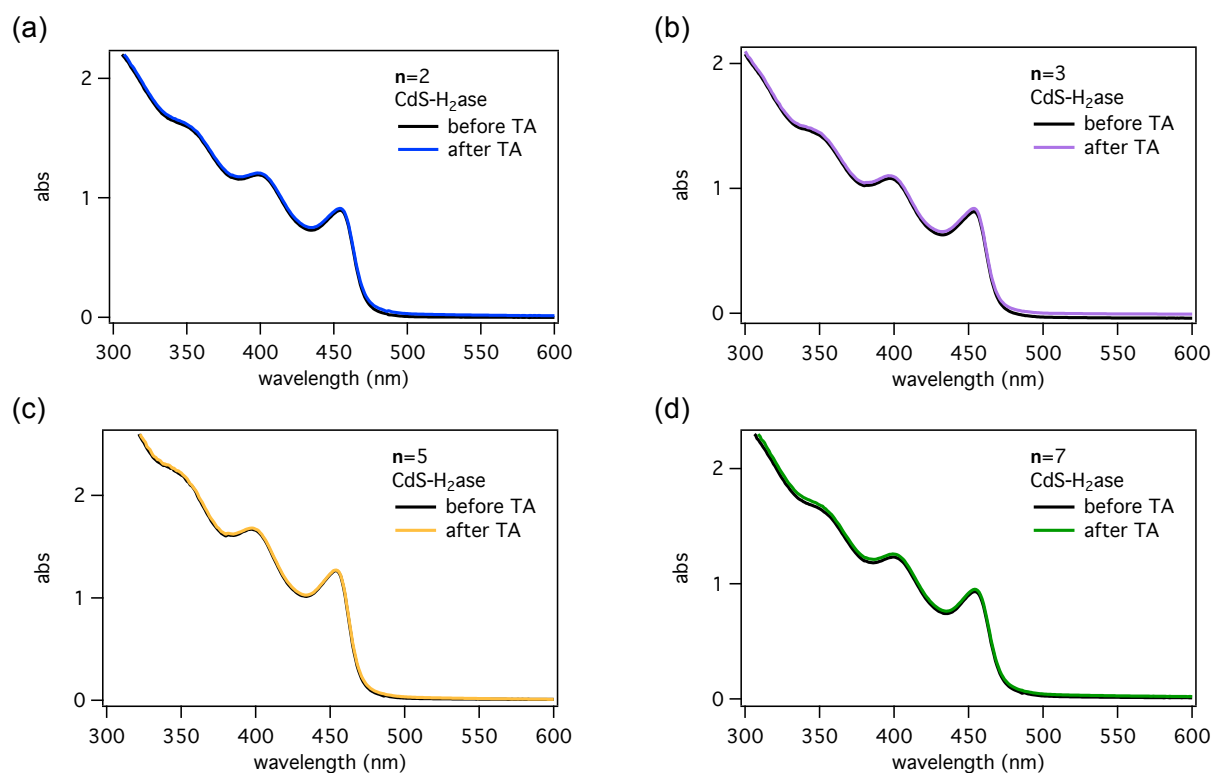 (a)
n=2
CdS-H₂ase
before TA
after TA
abs
2
1
0
300 350 400 450 500 550 600
wavelength (nm)
(b)
n=3
CdS-H₂ase
before TA
after TA
abs
2
1
0
300 350 400 450 500 550 600
wavelength (nm)
(c)
n=5
CdS-H₂ase
before TA
after TA
abs
2
1
0
300 350 400 450 500 550 600
wavelength (nm)
(d)
n=7
CdS-H₂ase
before TA
after TA
abs
2
1
0
300 350 400 450 500 550 600
wavelength (nm)